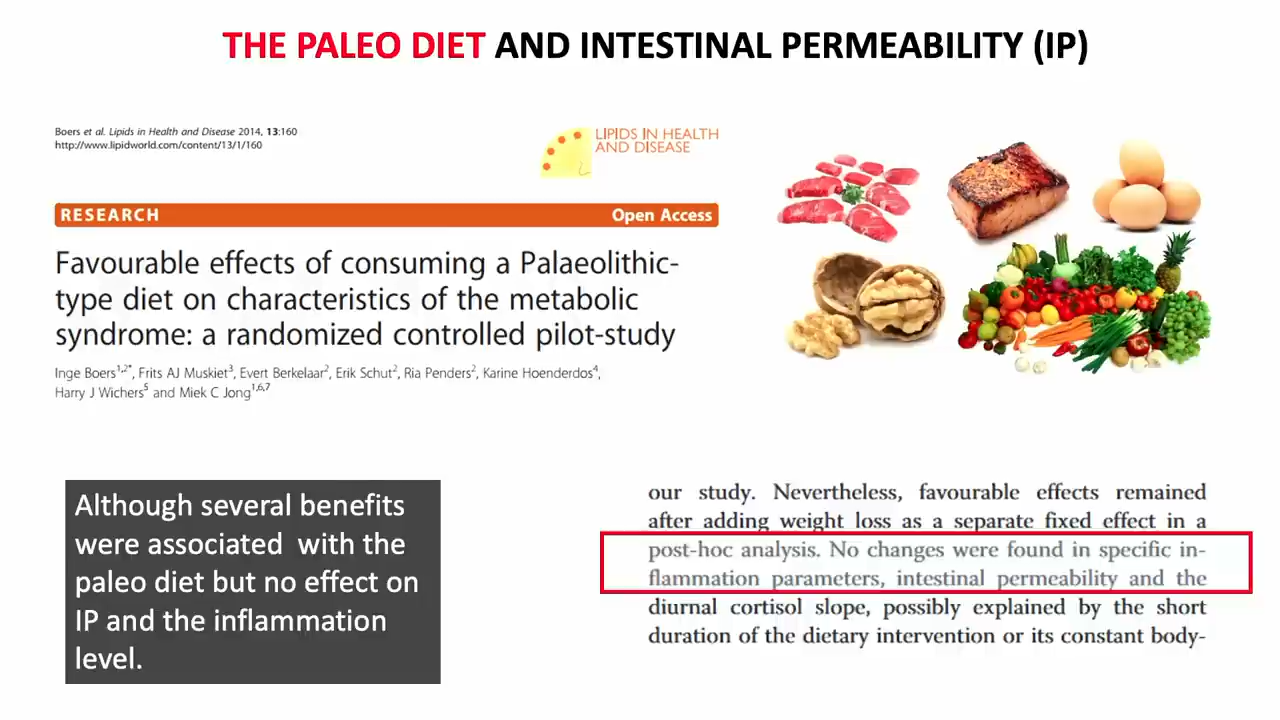 THE PALEO DIET AND INTESTINAL PERMEABILITY (IP)
Boers et al. Lipids in Health and Disease 2014, 13:160
http://www.lipidworld.com/content/13/1/160
LIPIDS IN HEALTH
AND DISEASE
RESEARCH Open Access
Favourable effects of consuming a Palaeolithic-
type diet on characteristics of the metabolic
syndrome: a randomized controlled pilot-study
Inge Boers1,2*, Frits AJ Muskiet3, Evert Berkelaar2, Erik Schut2, Ria Penders2, Karine Hoenderdos4,
Harry J Wichers5 and Miek C Jong1,6,7
Although several benefits
were associated  with the
paleo diet but no effect on
IP and the inflammation
level.
our study. Nevertheless, favourable effects remained
after adding weight loss as a separate fixed effect in a
post-hoc analysis. No changes were found in specific in-
flammation parameters, intestinal permeability and the
diurnal cortisol slope, possibly explained by the short
duration of the dietary intervention or its constant body-